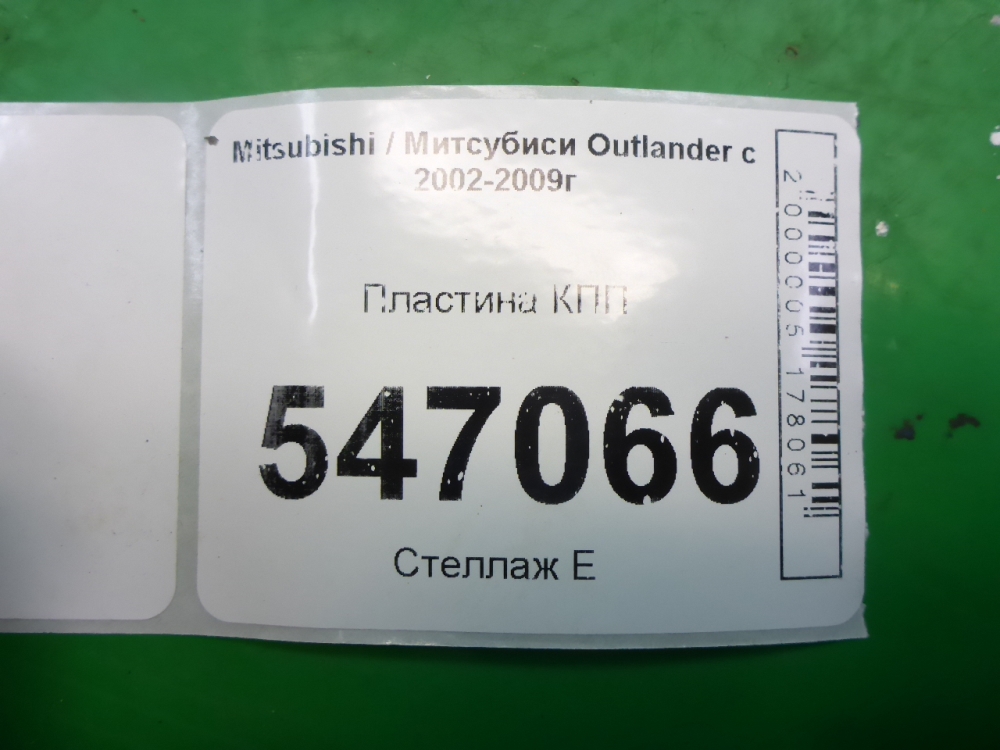 Mitsubishi / Митсубиси Outlander с
2002-2009г
Пластина КПП
547066
Стеллаж Е
2000005178061